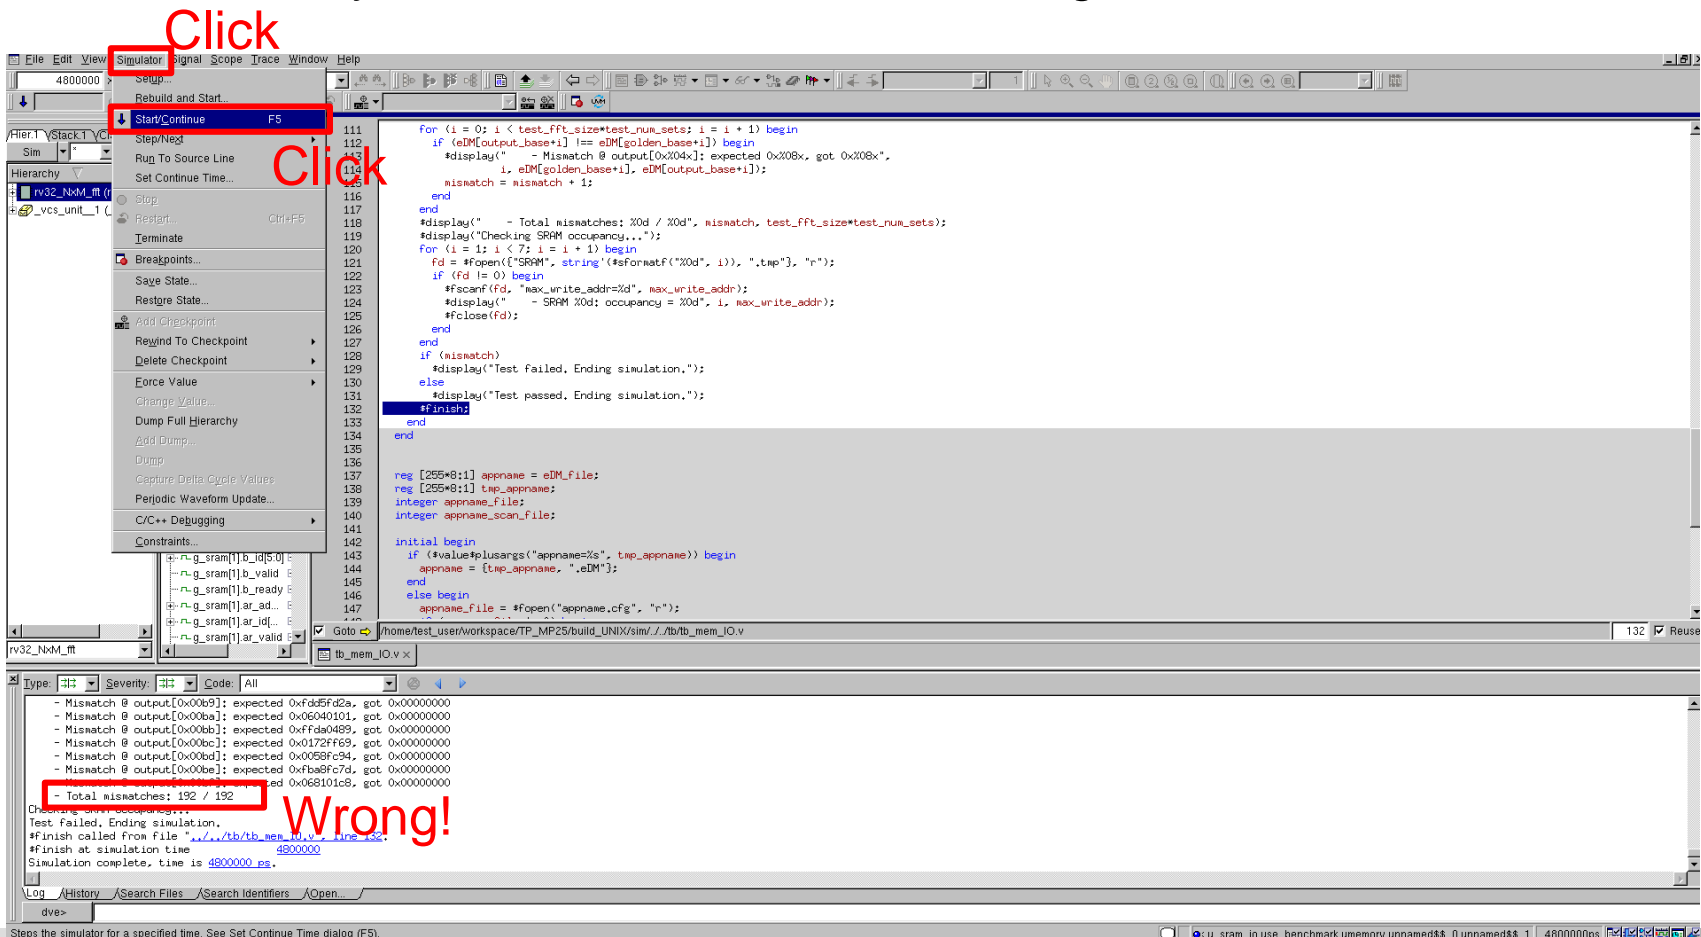 Click
File Edit View Simulator Signal Scope Trace Window Help
4800000
1
Setup...
Rebuild and Start...
Start/Continue F5
Step/Next
Run To Source Line
Set Continue Time...
Stop
Restart... Ctrl+F5
Terminate
Breakpoints...
Save State...
Restore State...
Add Checkpoint
Rewind To Checkpoint
Delete Checkpoint
Force Value
Change Value...
Dump Full Hierarchy
Add Dump...
Dump
Capture Delta Cycle Values
Periodic Waveform Update...
C/C++ Debugging
Constraints...
Click
Hier.1 Stack.1
Sim *
Hierarchy
rv32_NxM_fft
_vcs_unit__1
g_sram[1].b_id[5:0]
g_sram[1].b_valid
g_sram[1].b_ready
g_sram[1].ar_ad...
g_sram[1].ar_id[...
g_sram[1].ar_valid
rv32_NxM_fft
111 for (i = 0; i < test_fft_size*test_num_sets; i = i + 1) begin
112 if (eDM[output_base+i] !== eDM[golden_base+i]) begin
113 $display(" - Mismatch @ output[0x%04x]: expected 0x%08x, got 0x%08x",
114 i, eDM[golden_base+i], eDM[output_base+i]);
115 mismatch = mismatch + 1;
116 end
117 end
118 $display(" - Total mismatches: %0d / %0d", mismatch, test_fft_size*test_num_sets);
119 $display("Checking SRAM occupancy...");
120 for (i = 1; i < 7; i = i + 1) begin
121 fd = $fopen({"SRAM", string'($sformatf("%0d", i)), ".tmp"}, "r");
122 if (fd != 0) begin
123 $fscanf(fd, "max_write_addr=%d", max_write_addr);
124 $display(" - SRAM %0d: occupancy = %0d", i, max_write_addr);
125 $fclose(fd);
126 end
127 end
128 if (mismatch)
129 $display("Test failed. Ending simulation.");
130 else
131 $display("Test passed. Ending simulation.");
132 $finish;
133 end
134 end
135
136
137 reg [255*8:1] appname = eDM_file;
138 reg [255*8:1] tmp_appname;
139 integer appname_file;
140 integer appname_scan_file;
141
142 initial begin
143 if ($value$plusargs("appname=%s", tmp_appname)) begin
144 appname = {tmp_appname, ".eDM"};
145 end
146 else begin
147 appname_file = $fopen("appname.cfg", "r");
Goto /home/test_user/workspace/TP_MP25/build_UNIX/sim/../../tb/tb_mem_IO.v 132 Reuse
tb_mem_IO.v ×
Type: Severity: Code: All
- Mismatch @ output[0x00b9]: expected 0xfdd5fd2a, got 0x00000000
- Mismatch @ output[0x00ba]: expected 0x06040101, got 0x00000000
- Mismatch @ output[0x00bb]: expected 0xffda0489, got 0x00000000
- Mismatch @ output[0x00bc]: expected 0x0172ff69, got 0x00000000
- Mismatch @ output[0x00bd]: expected 0x0058fc94, got 0x00000000
- Mismatch @ output[0x00be]: expected 0xfba8fc7d, got 0x00000000
- Mismatch @ output[0x00bf]: expected 0x068101c8, got 0x00000000
- Total mismatches: 192 / 192
Wrong!
Checking SRAM occupancy...
Test failed. Ending simulation.
$finish called from file "../../tb/tb_mem_IO.v", line 132.
$finish at simulation time 4800000
Simulation complete, time is 4800000 ps.
Log History Search Files Search Identifiers Open...
dve>
Steps the simulator for a specified time. See Set Continue Time dialog (F5).
u_sram_io.use_benchmark.umemory.unnamed$$_0.unnamed$$_1 4800000ps